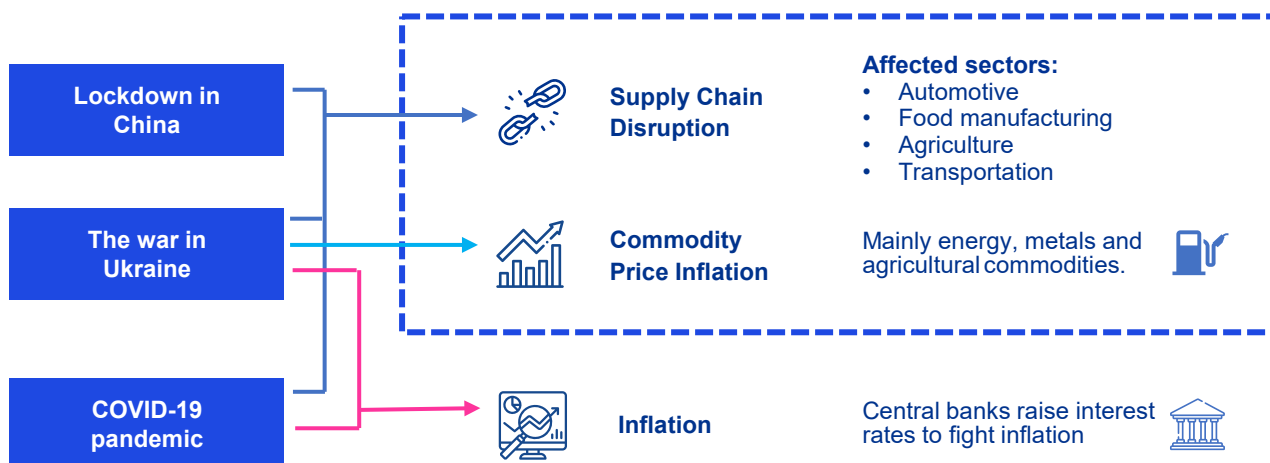 Lockdown in
China
The war in
Ukraine
COVID-19
pandemic
Supply Chain
Disruption
Affected sectors:
• Automotive
• Food manufacturing
• Agriculture
• Transportation
Commodity
Price Inflation
Mainly energy, metals and
agricultural commodities.
Inflation
Central banks raise interest
rates to fight inflation